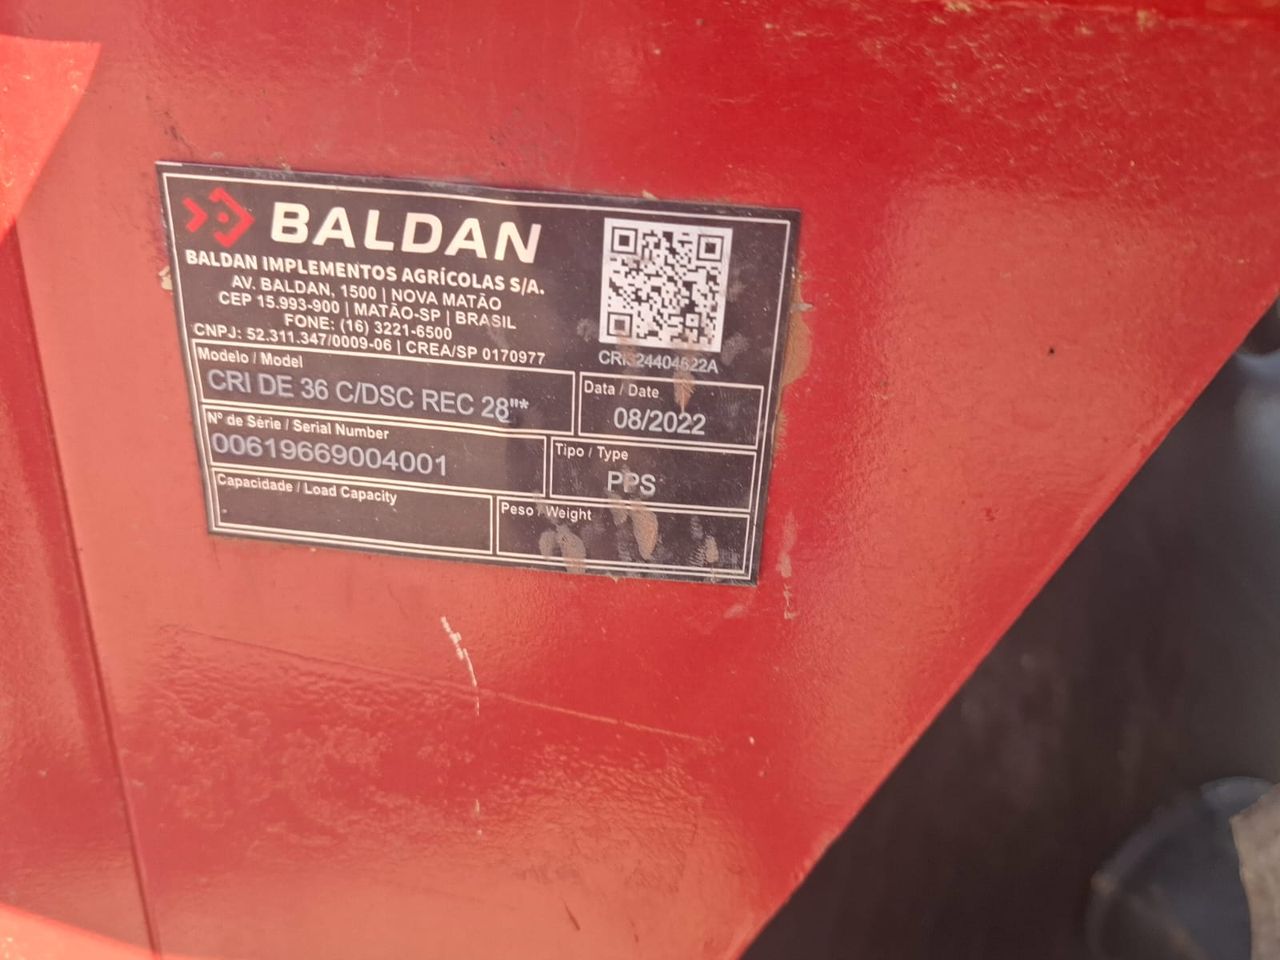 BALDAN
BALDAN IMPLEMENTOS AGRÍCOLAS S/A.
AV. BALDAN, 1500 | NOVA MATÃO
CEP 15.993-900 | MATÃO-SP | BRASIL
FONE: (16) 3221-6500
CNPJ: 52.311.347/0009-06 | CREA/SP 0170977
Modelo / Model
CRI DE 36 C/DSC REC 28"*
Data / Date
08/2022
Nº de Série / Serial Number
00619669004001
Tipo / Type
PPS
Capacidade / Load Capacity
Peso / Weight